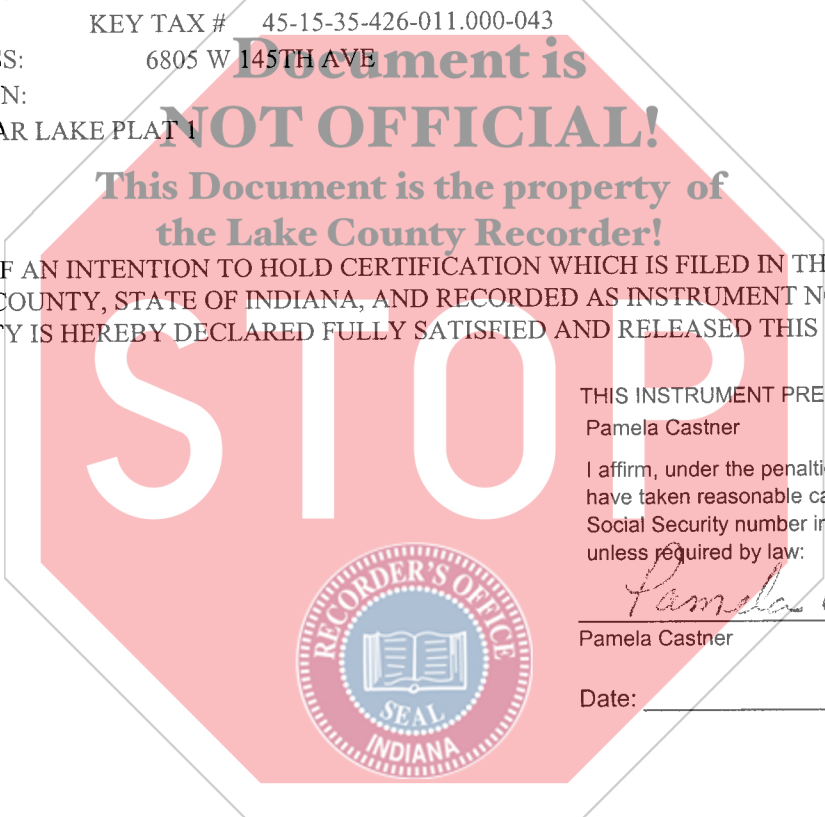 KEY TAX # 45-15-35-426-011.000-043
S: 6805 W 145TH AVE
Document is
N:
AR LAKE PLAT 1
NOT OFFICIAL!
This Document is the property of
the Lake County Recorder!
F AN INTENTION TO HOLD CERTIFICATION WHICH IS FILED IN TH
COUNTY, STATE OF INDIANA, AND RECORDED AS INSTRUMENT N
TY IS HEREBY DECLARED FULLY SATISFIED AND RELEASED THIS
STOP
THIS INSTRUMENT PRE
Pamela Castner
I affirm, under the penalti
have taken reasonable ca
Social Security number in
unless required by law:
Pamela
Pamela Castner
Date:
RECORDER'S OFFICE
SEAL
INDIANA